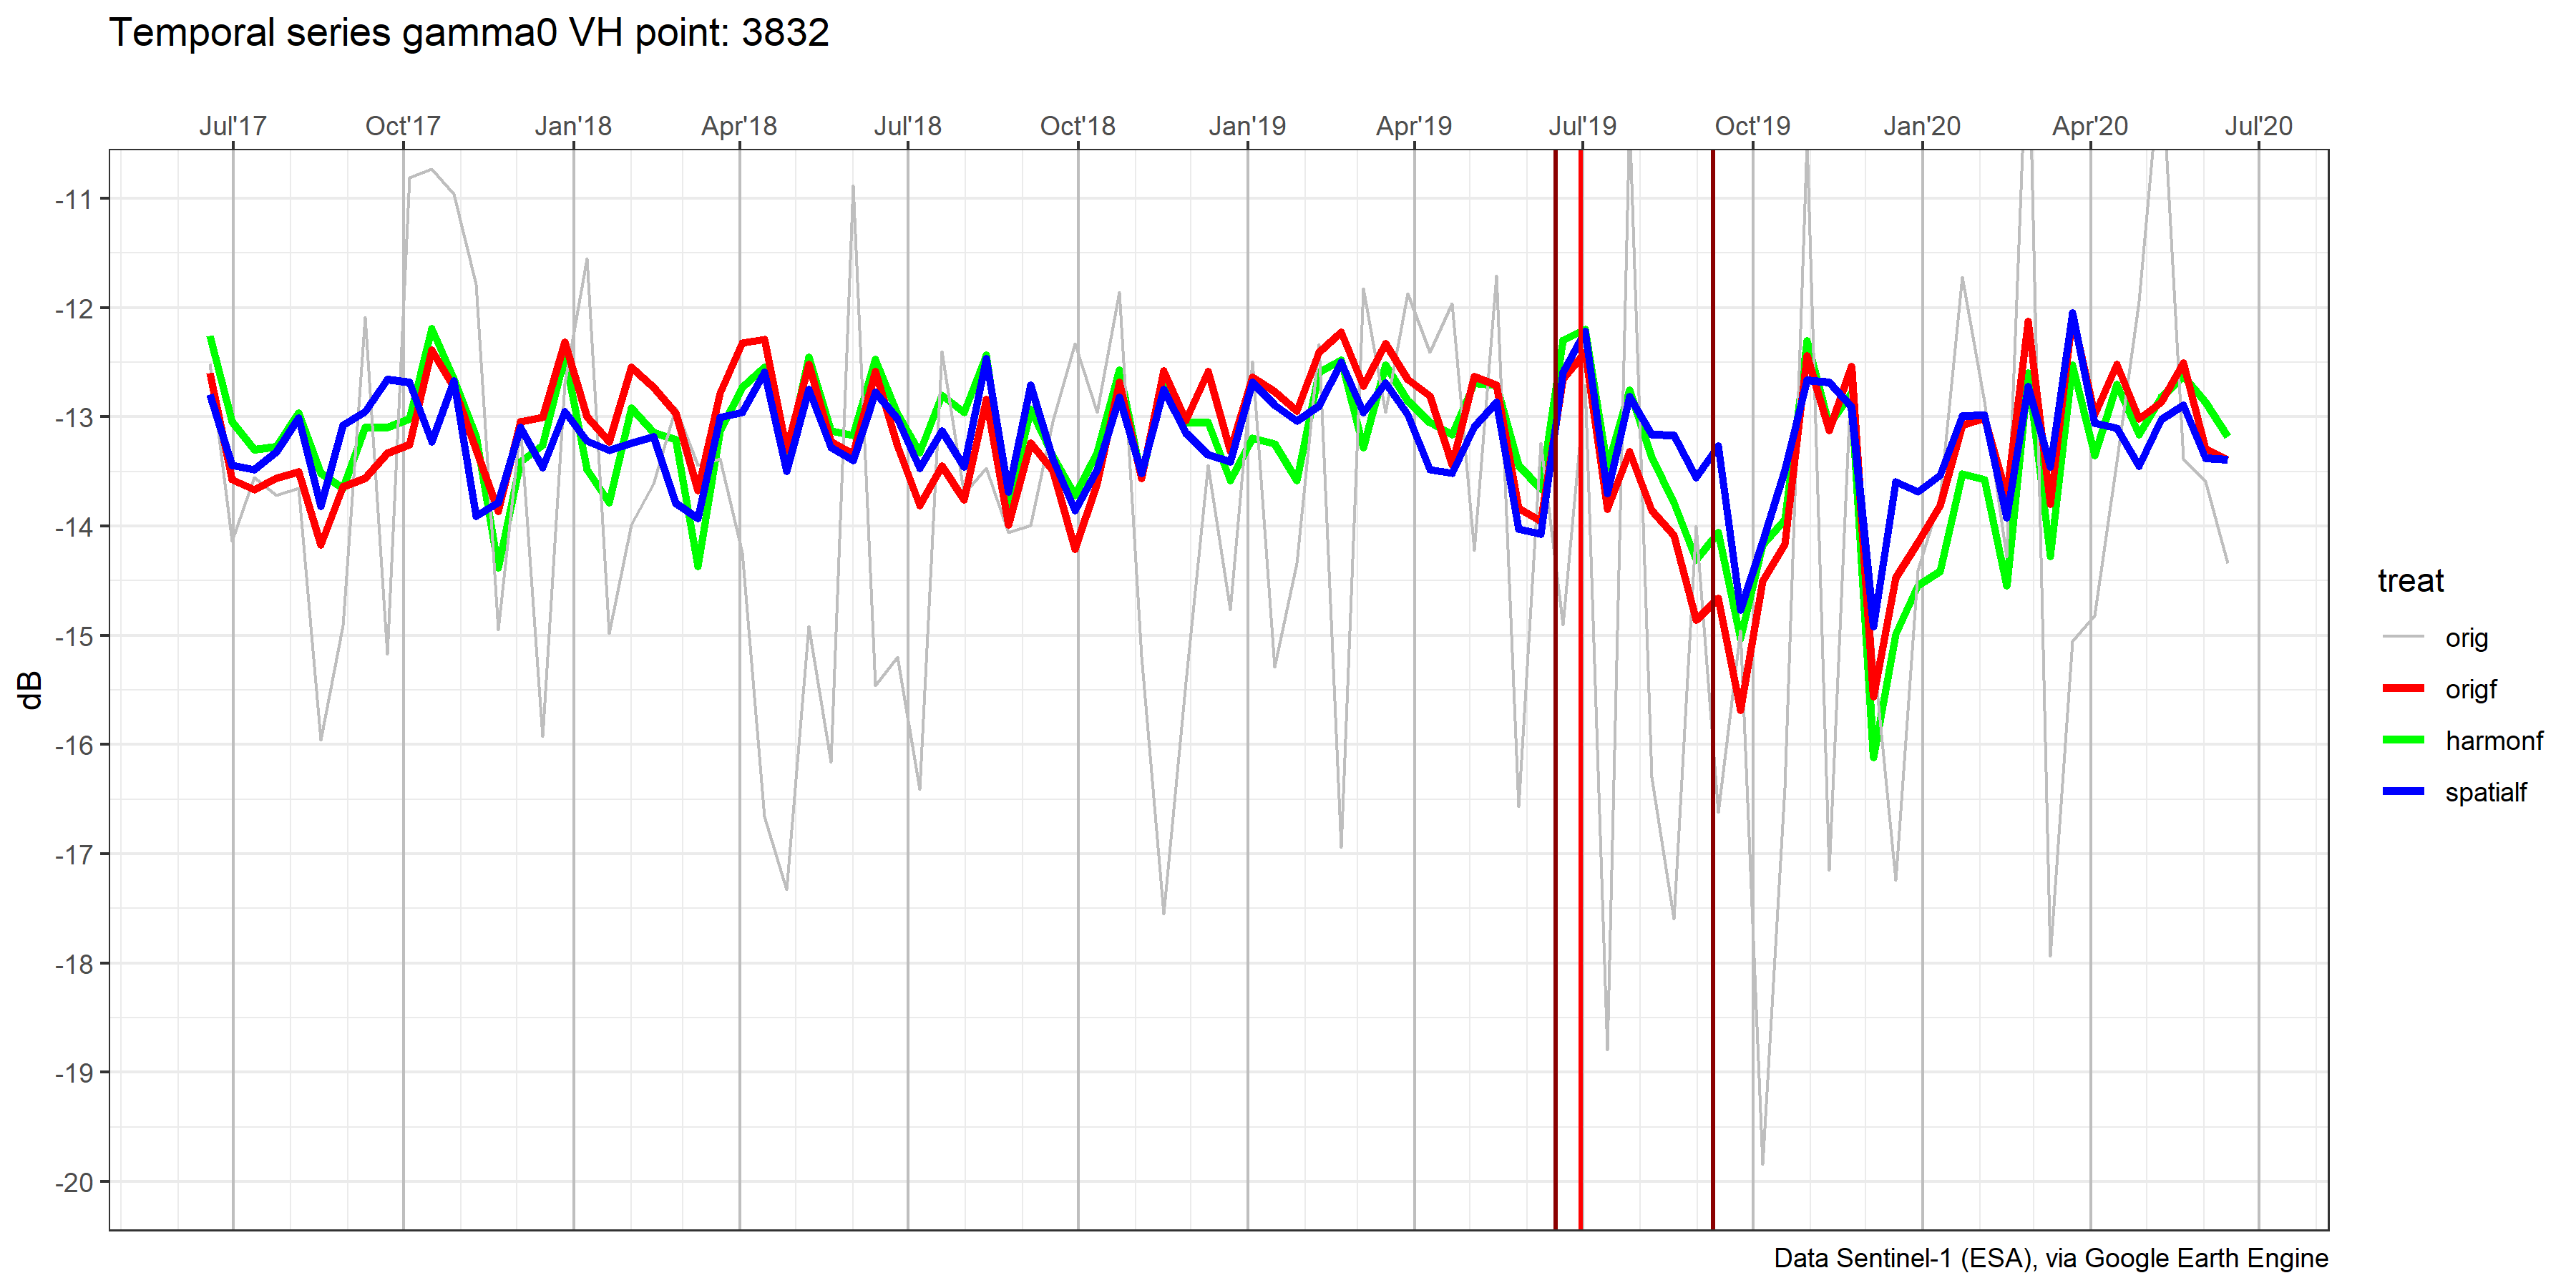 Temporal series gamma0 VH point: 3832
Jul'17 Oct'17 Jan'18 Apr'18 Jul'18 Oct'18 Jan'19 Apr'19 Jul'19 Oct'19 Jan'20 Apr'20 Jul'20
-11
-12
-13
-14
-15
-16
-17
-18
-19
-20
dB
treat
orig
origf
harmonf
spatialf
Data Sentinel-1 (ESA), via Google Earth Engine